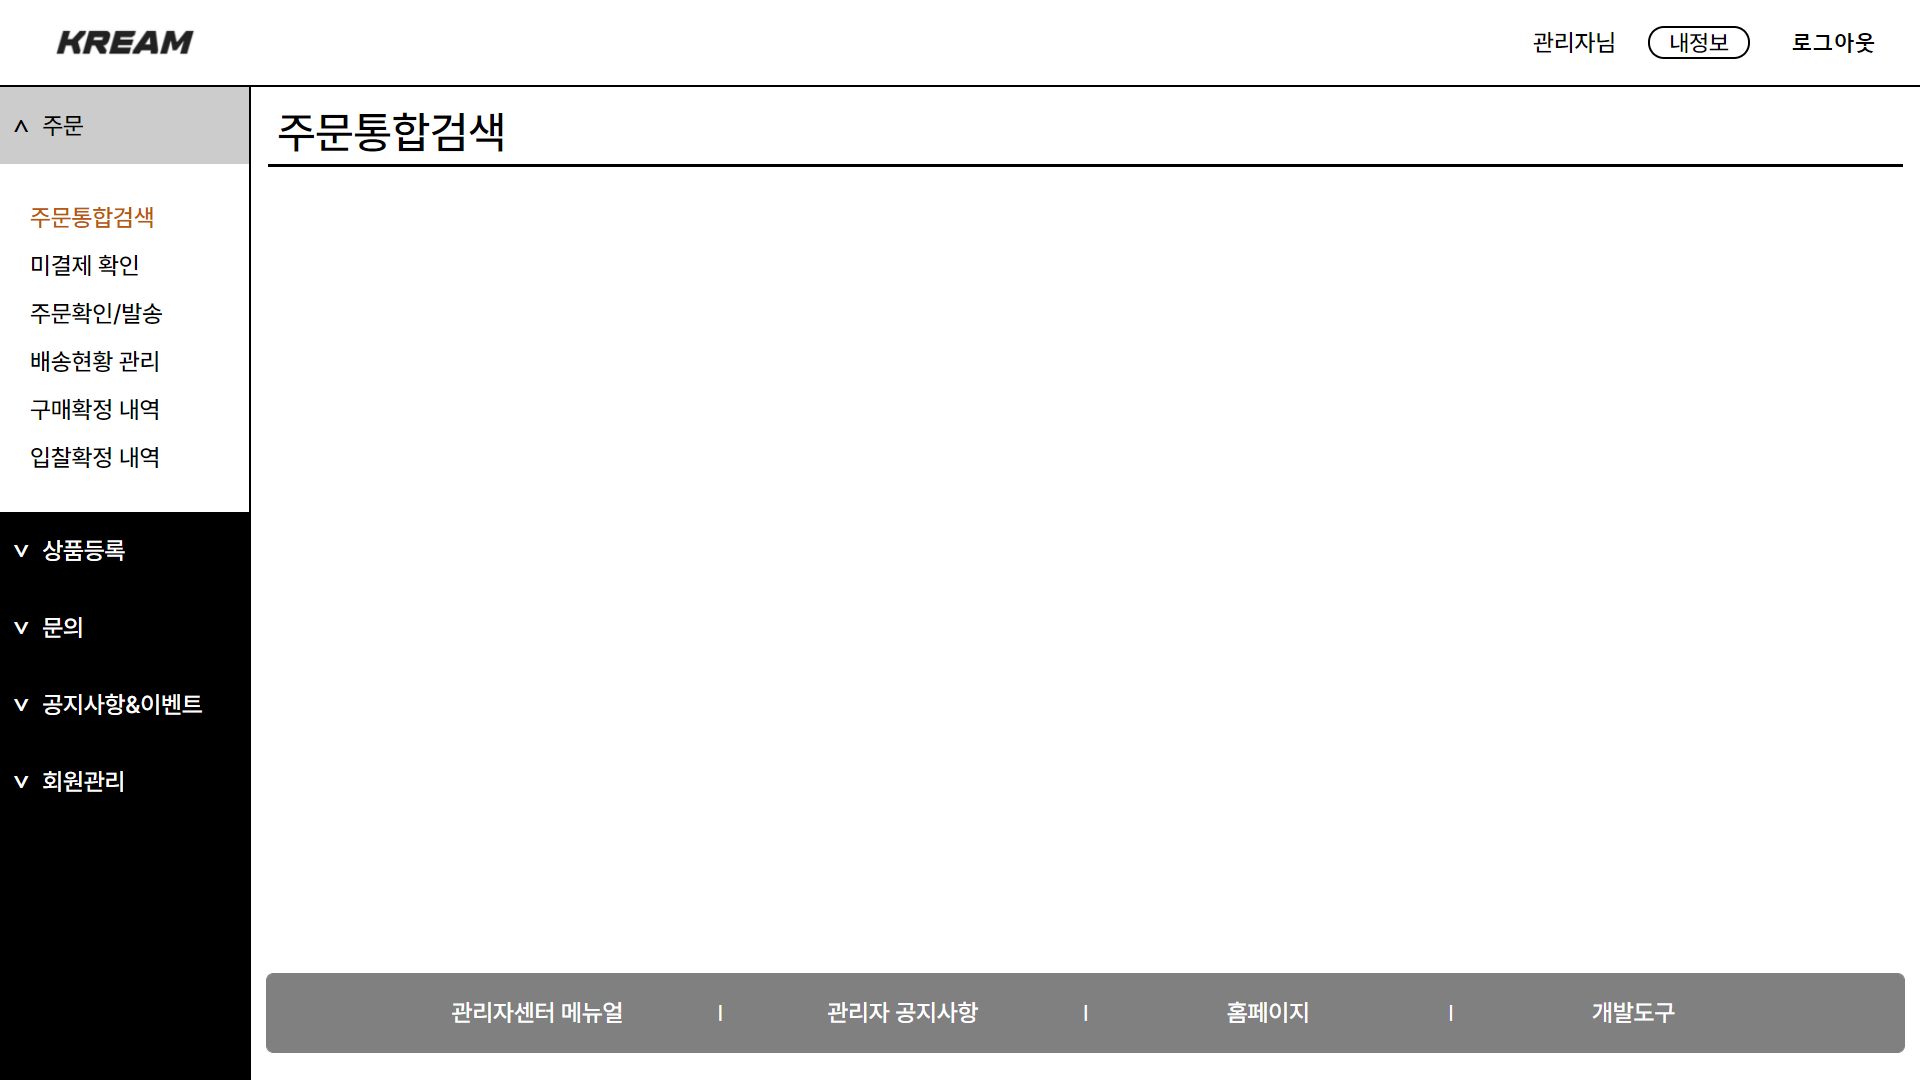 KREAM
관리자님 내정보 로그아웃
주문
주문통합검색
주문통합검색
미결제 확인
주문확인/발송
배송현황 관리
구매확정 내역
입찰확정 내역
상품등록
문의
공지사항&이벤트
회원관리
관리자센터 메뉴얼 | 관리자 공지사항 | 홈페이지 | 개발도구